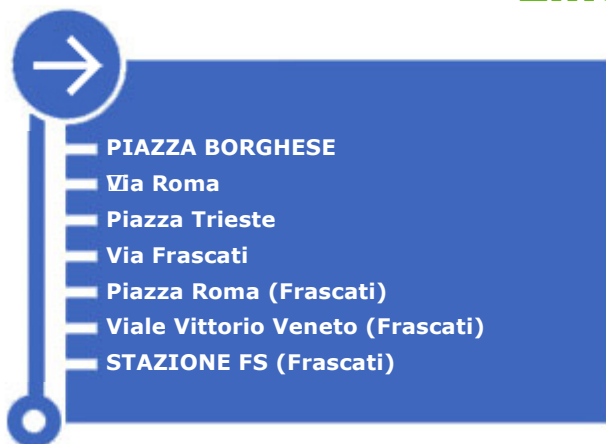 PIAZZA BORGHESE
Via Roma
Piazza Trieste
Via Frascati
Piazza Roma (Frascati)
Viale Vittorio Veneto (Frascati)
STAZIONE FS (Frascati)